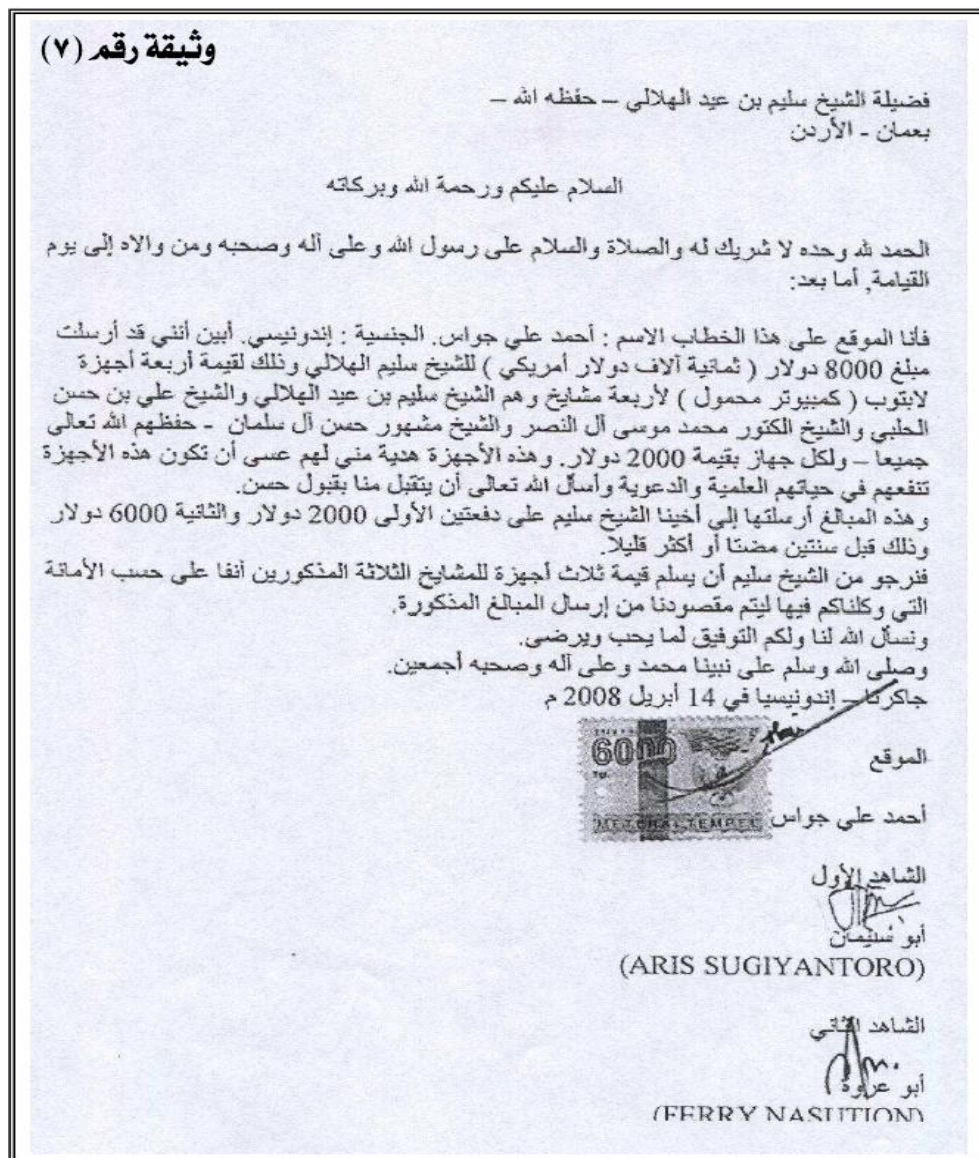 وثيقة رقم (٧)
فضيلة الشيخ سليم بن عيد الهلالي – حفظه الله –
بعمان - الأردن
السلام عليكم ورحمة الله وبركاته
الحمد لله وحده لا شريك له والصلاة والسلام على رسول الله وعلى آله وصحبه ومن والاه إلى يوم
القيامة, أما بعد:
فأنا الموقع على هذا الخطاب الاسم : أحمد علي جواس. الجنسية : إندونيسي. أبين أنني قد أرسلت
مبلغ 8000 دولار ( ثمانية آلاف دولار أمريكي ) للشيخ سليم الهلالي وذلك لقيمة أربعة أجهزة
لابتوب ( كمبيوتر محمول ) لأربعة مشايخ وهم الشيخ سليم بن عيد الهلالي والشيخ علي بن حسن
الحلبي والشيخ الكتور محمد موسى آل النصر والشيخ مشهور حسن آل سلمان - حفظهم الله تعالى
جميعا – ولكل جهاز بقيمة 2000 دولار. وهذه الأجهزة هدية مني لهم عسى أن تكون هذه الأجهزة
تنفعهم في حياتهم العلمية والدعوية وأسأل الله تعالى أن يتقبل منا بقبول حسن.
وهذه المبالغ أرسلتها إلى أخينا الشيخ سليم على دفعتين الأولى 2000 دولار والثانية 6000 دولار
وذلك قبل سنتين مضتا أو أكثر قليلا.
فنرجو من الشيخ سليم أن يسلم قيمة ثلاث أجهزة للمشايخ الثلاثة المذكورين أنفا على حسب الأمانة
التي وكلناكم فيها ليتم مقصودنا من إرسال المبالغ المذكورة.
ونسأل الله لنا ولكم التوفيق لما يحب ويرضى.
وصلى الله وسلم على نبينا محمد وعلى آله وصحبه أجمعين.
جاكرتا – إندونيسيا في 14 أبريل 2008 م
6000
الموقع
TEMPEL
أحمد علي جواس
الشاهد الأول
أبو سليمان
(ARIS SUGIYANTORO)
الشاهد الثاني
أبو عروة
(FERRY NASUTION)